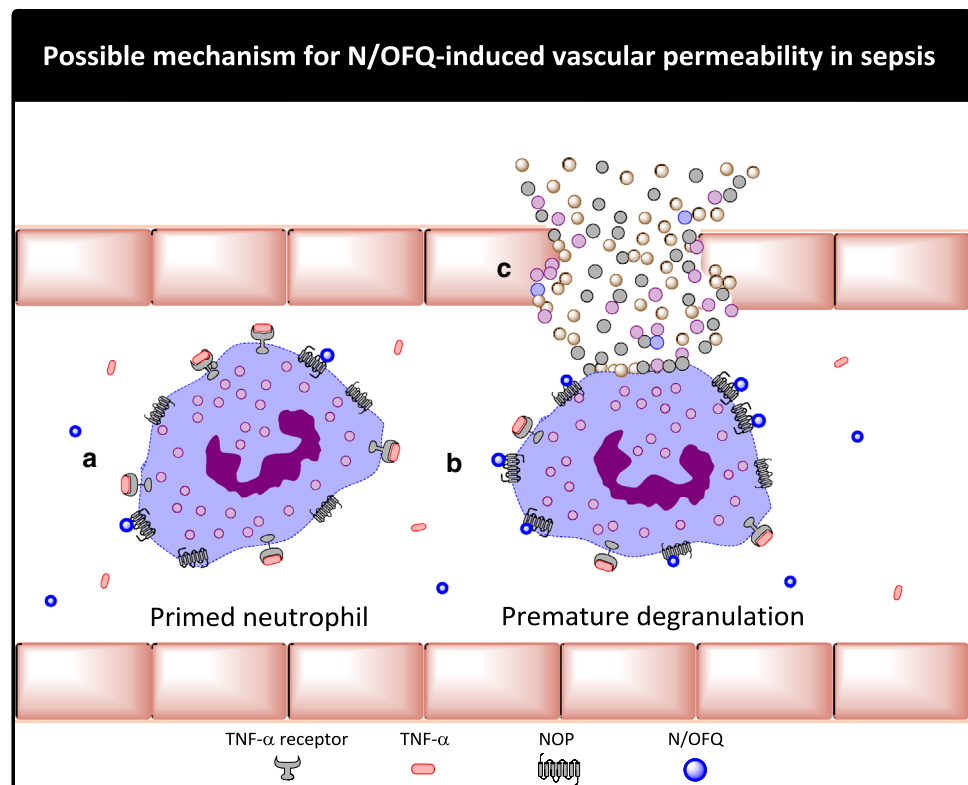 Possible mechanism for N/OFQ-induced vascular permeability in sepsis
c
a
b
Primed neutrophil
Premature degranulation
TNF-α receptor
TNF-α
NOP
N/OFQ